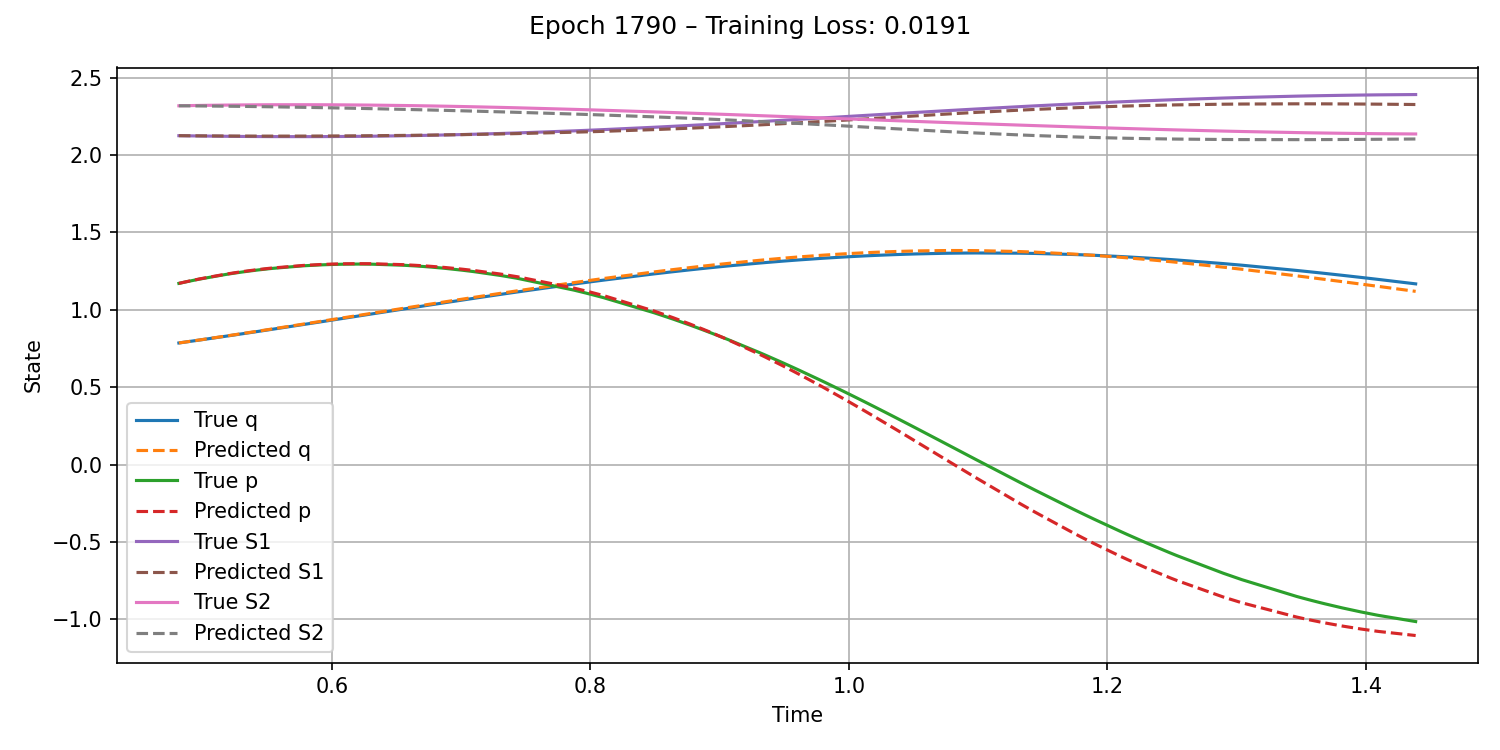 Epoch 1790 – Training Loss: 0.0191
2.5
2.0
1.5
1.0
0.5
0.0
−0.5
−1.0
State
True q
Predicted q
True p
Predicted p
True S1
Predicted S1
True S2
Predicted S2
0.6 0.8 1.0 1.2 1.4
Time